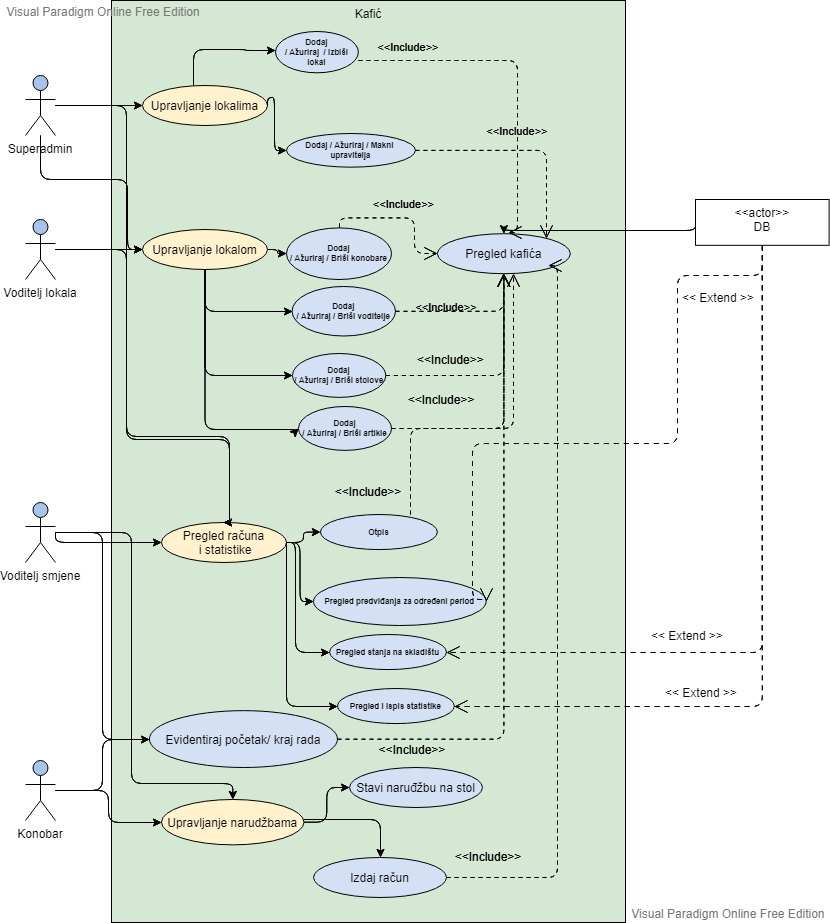 Visual Paradigm Online Free Edition
Kafić
Dodaj
/ Ažuriraj / Izbiši
lokal
<<Include>>
Superadmin
Upravljanje lokalima
Dodaj / Ažuriraj / Makni
upravitelja
<<Include>>
<<Include>>
<<actor>>
DB
Voditelj lokala
Upravljanje lokalom
Dodaj
/ Ažuriraj / Briši konobare
Pregled kafića
Dodaj
/ Ažuriraj / Briši voditelje
<<Include>>
<< Extend >>
Dodaj
/ Ažuriraj / Briši stolove
<<Include>>
<<Include>>
Dodaj
/ Ažuriraj / Briši artikle
<<Include>>
Voditelj smjene
Pregled računa
i statistike
Otpis
Pregled predviđanja za određeni period
Pregled stanja na skladištu
<< Extend >>
Pregled i ispis statistike
<< Extend >>
Evidentiraj početak/ kraj rada
<<Include>>
Konobar
Stavi narudžbu na stol
Upravljanje narudžbama
<<Include>>
Izdaj račun
Visual Paradigm Online Free Edition